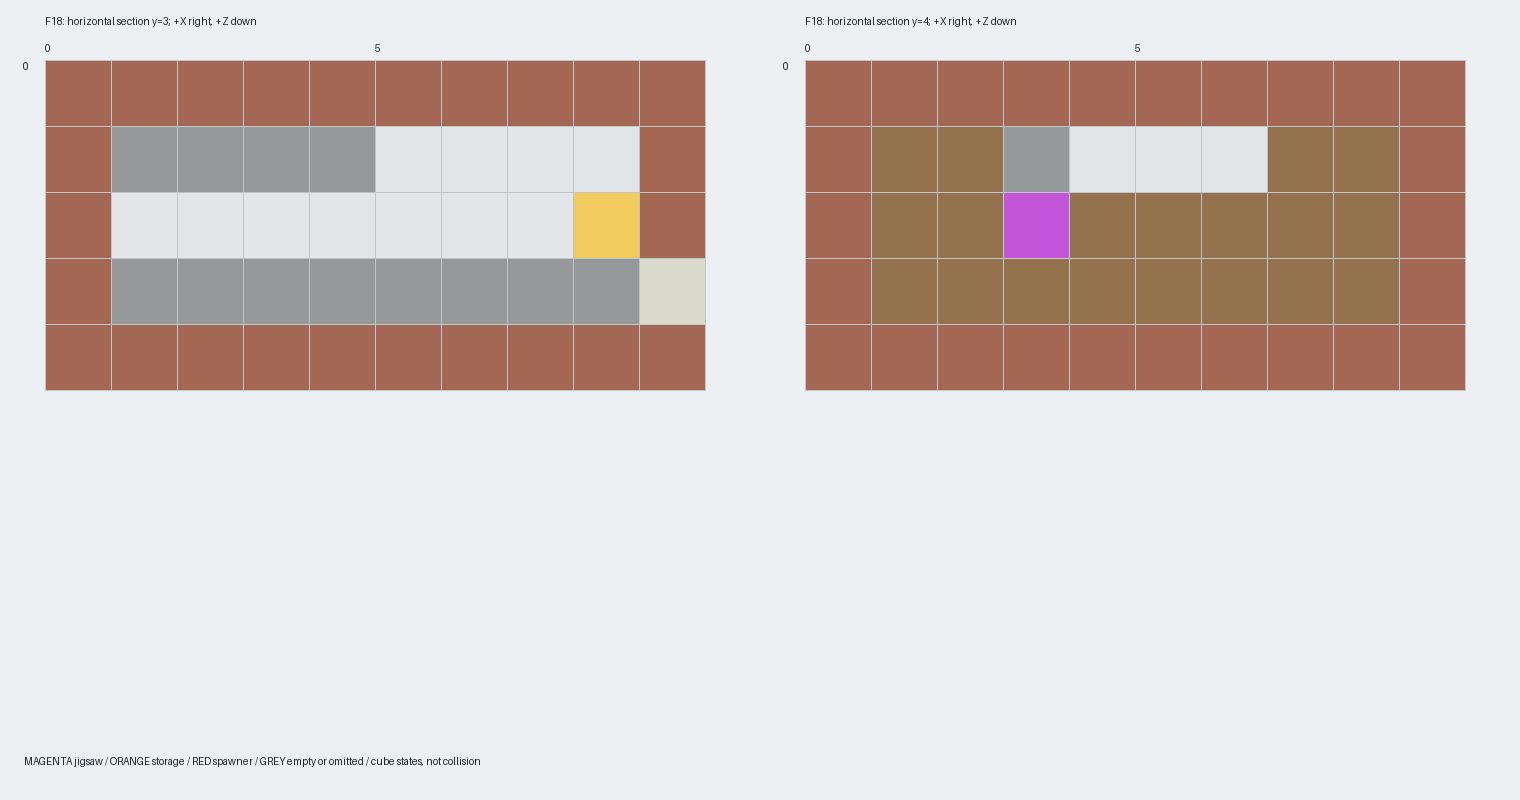 F18: horizontal section y=3; +X right, +Z down
F18: horizontal section y=4; +X right, +Z down
0 5
0 5
0
0
MAGENTA jigsaw / ORANGE storage / RED spawner / GREY empty or omitted / cube states, not collision